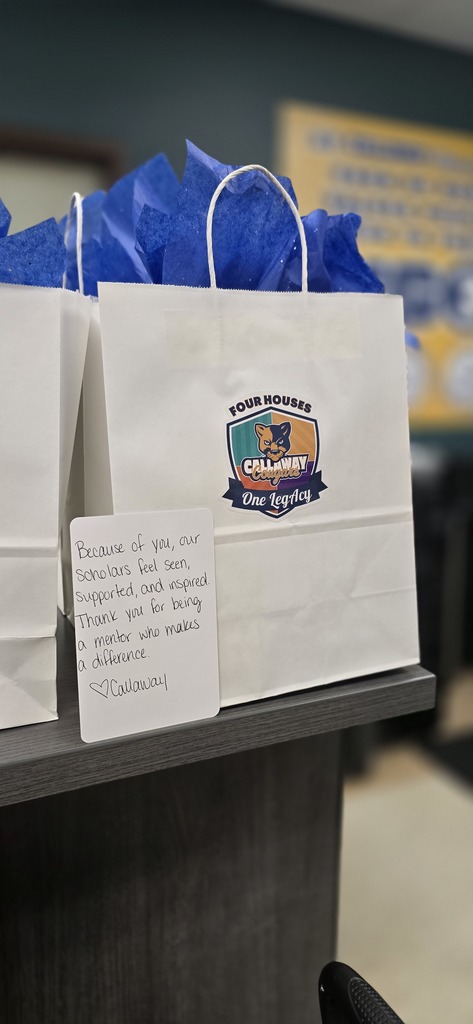 FOUR HOUSES
CALLAWAY
Cougars
One LegAcy
Because of you, our
scholars feel seen,
supported, and inspired.
Thank you for being
a mentor who makes
a difference.
♡Callaway